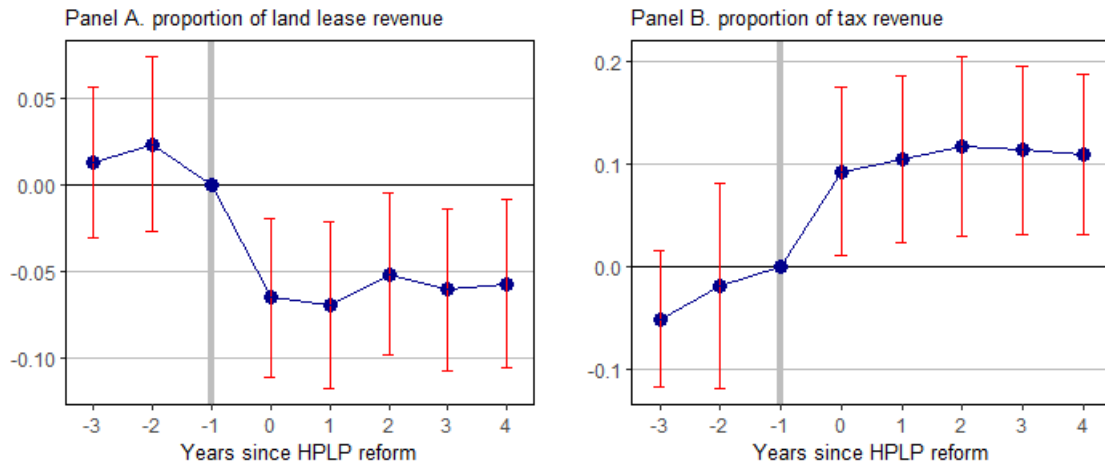 Panel A. proportion of land lease revenue
0.05
0.00
-0.05
-0.10
-3 -2 -1 0 1 2 3 4
Years since HPLP reform
Panel B. proportion of tax revenue
0.2
0.1
0.0
-0.1
-3 -2 -1 0 1 2 3 4
Years since HPLP reform